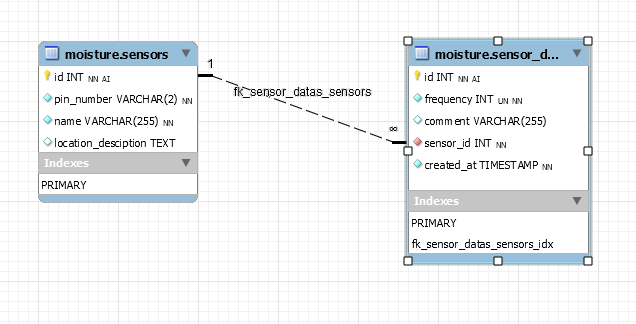 moisture.sensors
id INT NN AI
pin_number VARCHAR(2) NN
name VARCHAR(255) NN
location_desciption TEXT
Indexes
PRIMARY
1
fk_sensor_datas_sensors
∞
moisture.sensor_d...
id INT NN AI
frequency INT UN NN
comment VARCHAR(255)
sensor_id INT NN
created_at TIMESTAMP NN
Indexes
PRIMARY
fk_sensor_datas_sensors_idx